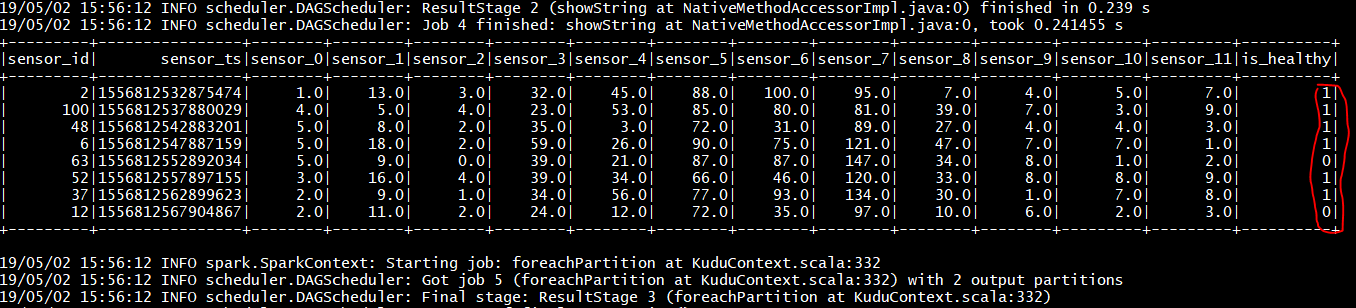 19/05/02 15:56:12 INFO scheduler.DAGScheduler: ResultStage 2 (showString at NativeMethodAccessorImpl.java:0) finished in 0.239 s
19/05/02 15:56:12 INFO scheduler.DAGScheduler: Job 4 finished: showString at NativeMethodAccessorImpl.java:0, took 0.241455 s
+---------+----------------+--------+--------+--------+--------+--------+--------+--------+--------+--------+--------+---------+---------+----------+
|sensor_id|       sensor_ts|sensor_0|sensor_1|sensor_2|sensor_3|sensor_4|sensor_5|sensor_6|sensor_7|sensor_8|sensor_9|sensor_10|sensor_11|is_healthy|
+---------+----------------+--------+--------+--------+--------+--------+--------+--------+--------+--------+--------+---------+---------+----------+
|        2|1556812532875474|     1.0|    13.0|     3.0|    32.0|    45.0|    88.0|   100.0|    95.0|     7.0|     4.0|      5.0|      7.0|         1|
|      100|1556812537880029|     4.0|     5.0|     4.0|    23.0|    53.0|    85.0|    80.0|    81.0|    39.0|     7.0|      3.0|      9.0|         1|
|       48|1556812542883201|     5.0|     8.0|     2.0|    35.0|     3.0|    72.0|    31.0|    89.0|    27.0|     4.0|      4.0|      3.0|         1|
|        6|1556812547887159|     5.0|    18.0|     2.0|    59.0|    26.0|    90.0|    75.0|   121.0|    47.0|     7.0|      7.0|      1.0|         1|
|       63|1556812552892034|     5.0|     9.0|     0.0|    39.0|    21.0|    87.0|    87.0|   147.0|    34.0|     8.0|      1.0|      2.0|         0|
|       52|1556812557897155|     3.0|    16.0|     4.0|    39.0|    34.0|    66.0|    46.0|   120.0|    33.0|     8.0|      8.0|      9.0|         1|
|       37|1556812562899623|     2.0|     9.0|     1.0|    34.0|    56.0|    77.0|    93.0|   134.0|    30.0|     1.0|      7.0|      8.0|         1|
|       12|1556812567904867|     2.0|    11.0|     2.0|    24.0|    12.0|    72.0|    35.0|    97.0|    10.0|     6.0|      2.0|      3.0|         0|
+---------+----------------+--------+--------+--------+--------+--------+--------+--------+--------+--------+--------+---------+---------+----------+
19/05/02 15:56:12 INFO spark.SparkContext: Starting job: foreachPartition at KuduContext.scala:332
19/05/02 15:56:12 INFO scheduler.DAGScheduler: Got job 5 (foreachPartition at KuduContext.scala:332) with 2 output partitions
19/05/02 15:56:12 INFO scheduler.DAGScheduler: Final stage: ResultStage 3 (foreachPartition at KuduContext.scala:332)